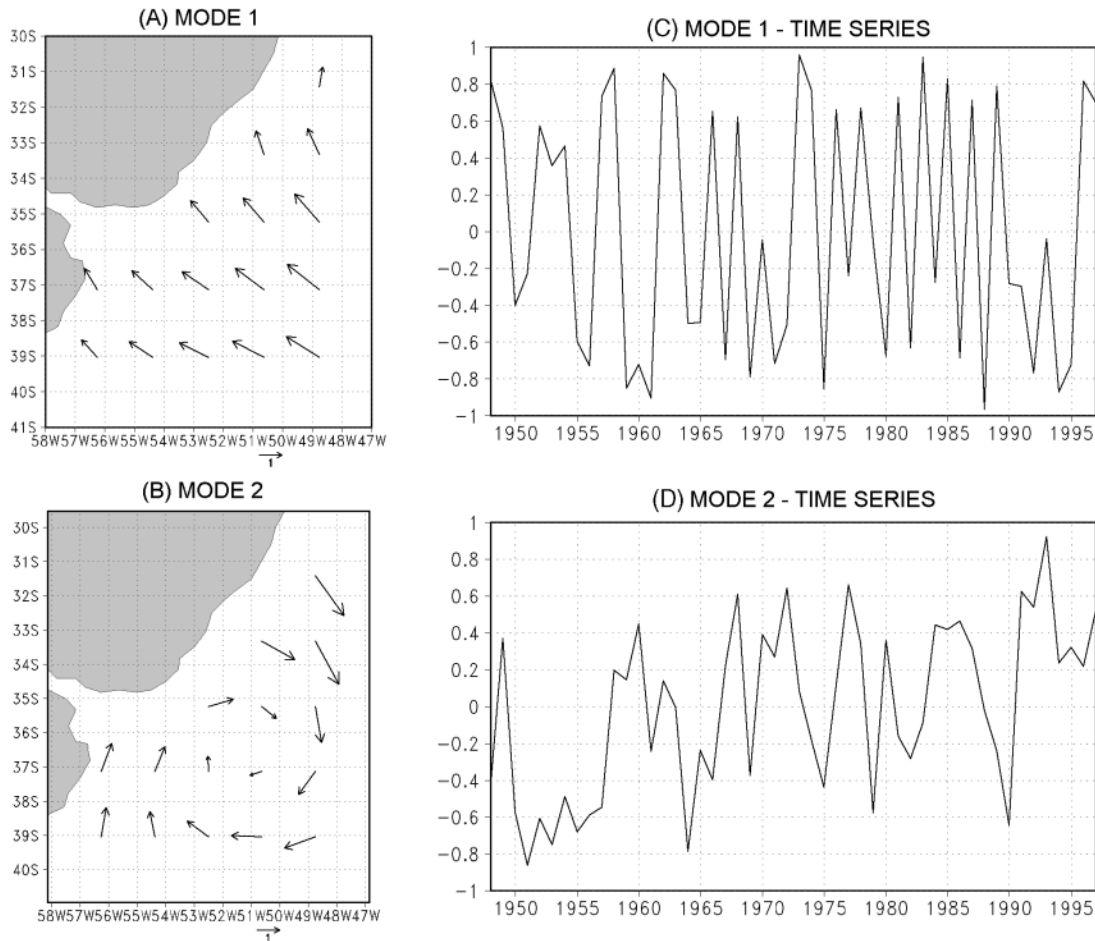 (A) MODE 1
30S
31S
32S
33S
34S
35S
36S
37S
38S
39S
40S
41S
58W57W56W55W54W53W52W51W50W49W48W47W
1
(C) MODE 1 - TIME SERIES
1
0.8
0.6
0.4
0.2
0
-0.2
-0.4
-0.6
-0.8
-1
1950 1955 1960 1965 1970 1975 1980 1985 1990 1995
(B) MODE 2
30S
31S
32S
33S
34S
35S
36S
37S
38S
39S
40S
58W57W56W55W54W53W52W51W50W49W48W47W
1
(D) MODE 2 - TIME SERIES
1
0.8
0.6
0.4
0.2
0
-0.2
-0.4
-0.6
-0.8
-1
1950 1955 1960 1965 1970 1975 1980 1985 1990 1995